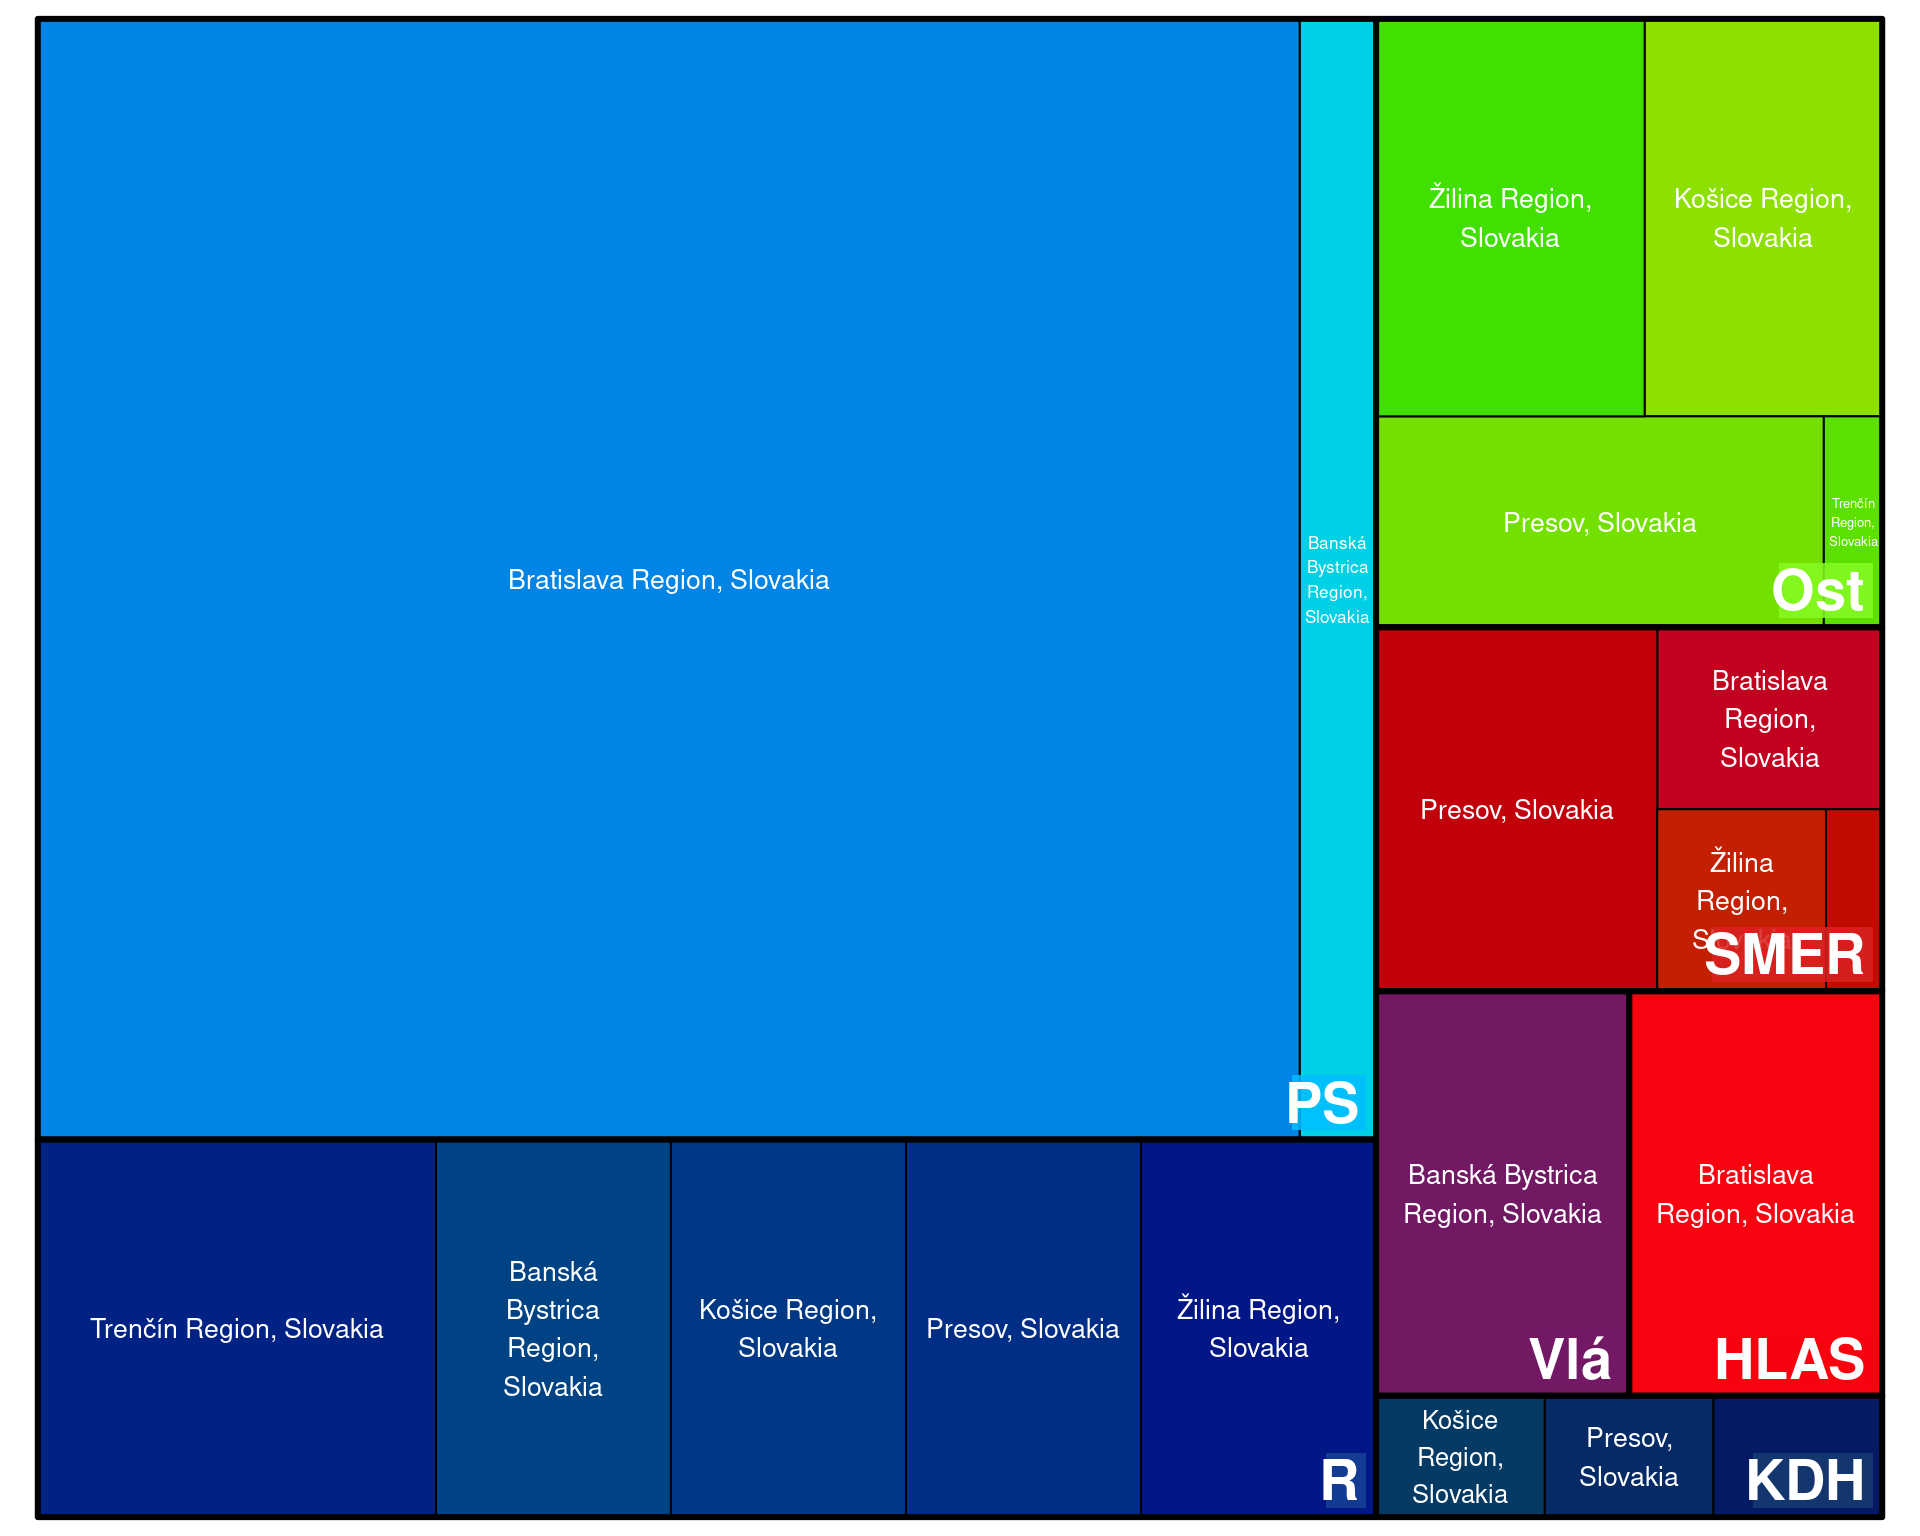 Bratislava Region, Slovakia
Banská
Bystrica
Region,
Slovakia
PS
Trenčín Region, Slovakia
Banská
Bystrica
Region,
Slovakia
Košice Region,
Slovakia
Presov, Slovakia
Žilina Region,
Slovakia
R
Žilina Region,
Slovakia
Košice Region,
Slovakia
Presov, Slovakia
Trenčín
Region,
Slovakia
Ost
Presov, Slovakia
Bratislava
Region,
Slovakia
Žilina
Region,
Slovakia
SMER
Banská Bystrica
Region, Slovakia
Vlá
Bratislava
Region, Slovakia
HLAS
Košice
Region,
Slovakia
Presov,
Slovakia
KDH